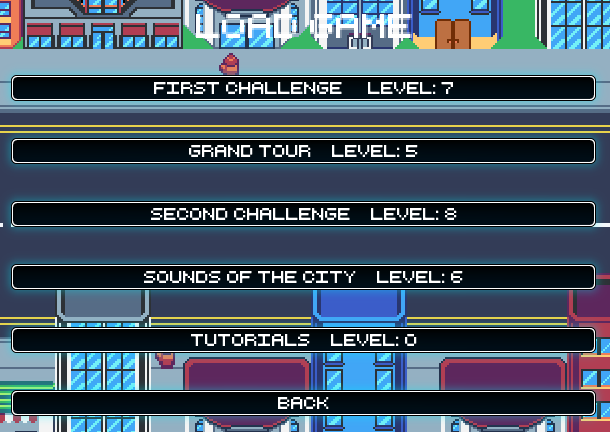 LOAD GAME
FIRST CHALLENGE LEVEL: 7
GRAND TOUR LEVEL: 5
SECOND CHALLENGE LEVEL: 8
SOUNDS OF THE CITY LEVEL: 6
TUTORIALS LEVEL: 0
BACK